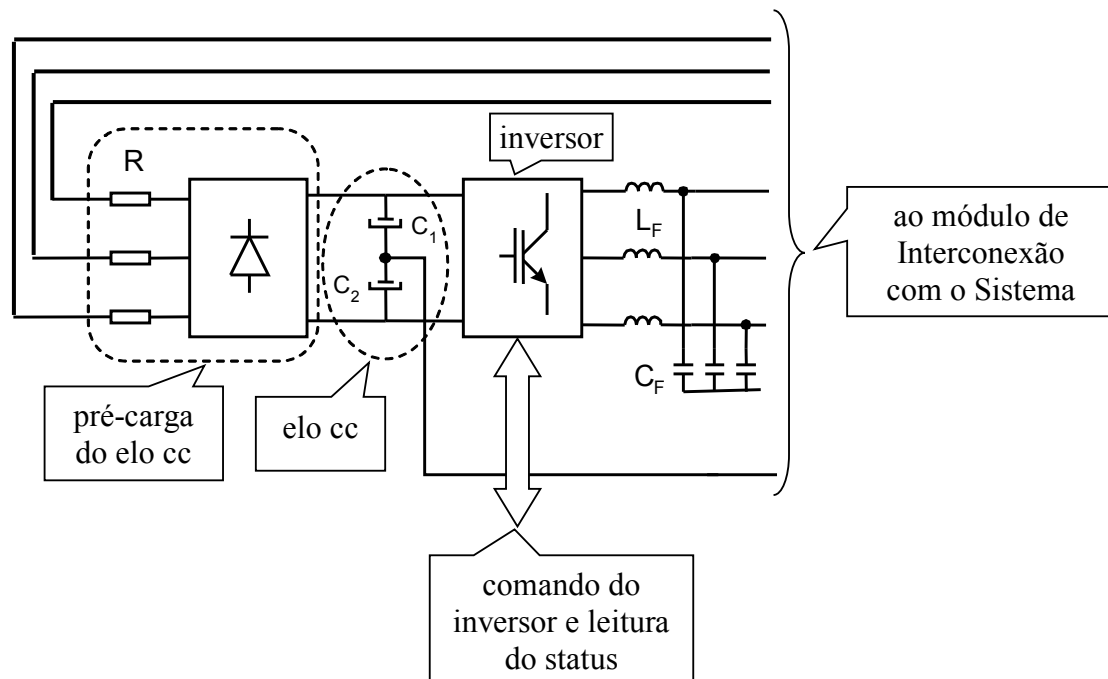 inversor
R
C1
LF
ao módulo de
Interconexão
com o Sistema
C2
CF
pré-carga
do elo cc
elo cc
comando do
inversor e leitura
do status